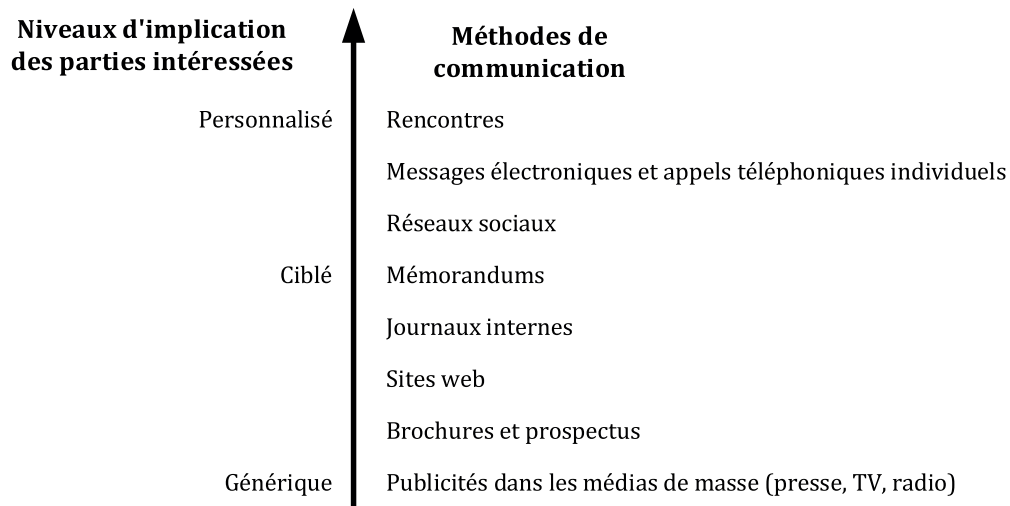 Niveaux d'implication
des parties intéressées
Méthodes de
communication
Personnalisé
Rencontres
Messages électroniques et appels téléphoniques individuels
Réseaux sociaux
Ciblé
Mémorandums
Journaux internes
Sites web
Brochures et prospectus
Générique
Publicités dans les médias de masse (presse, TV, radio)